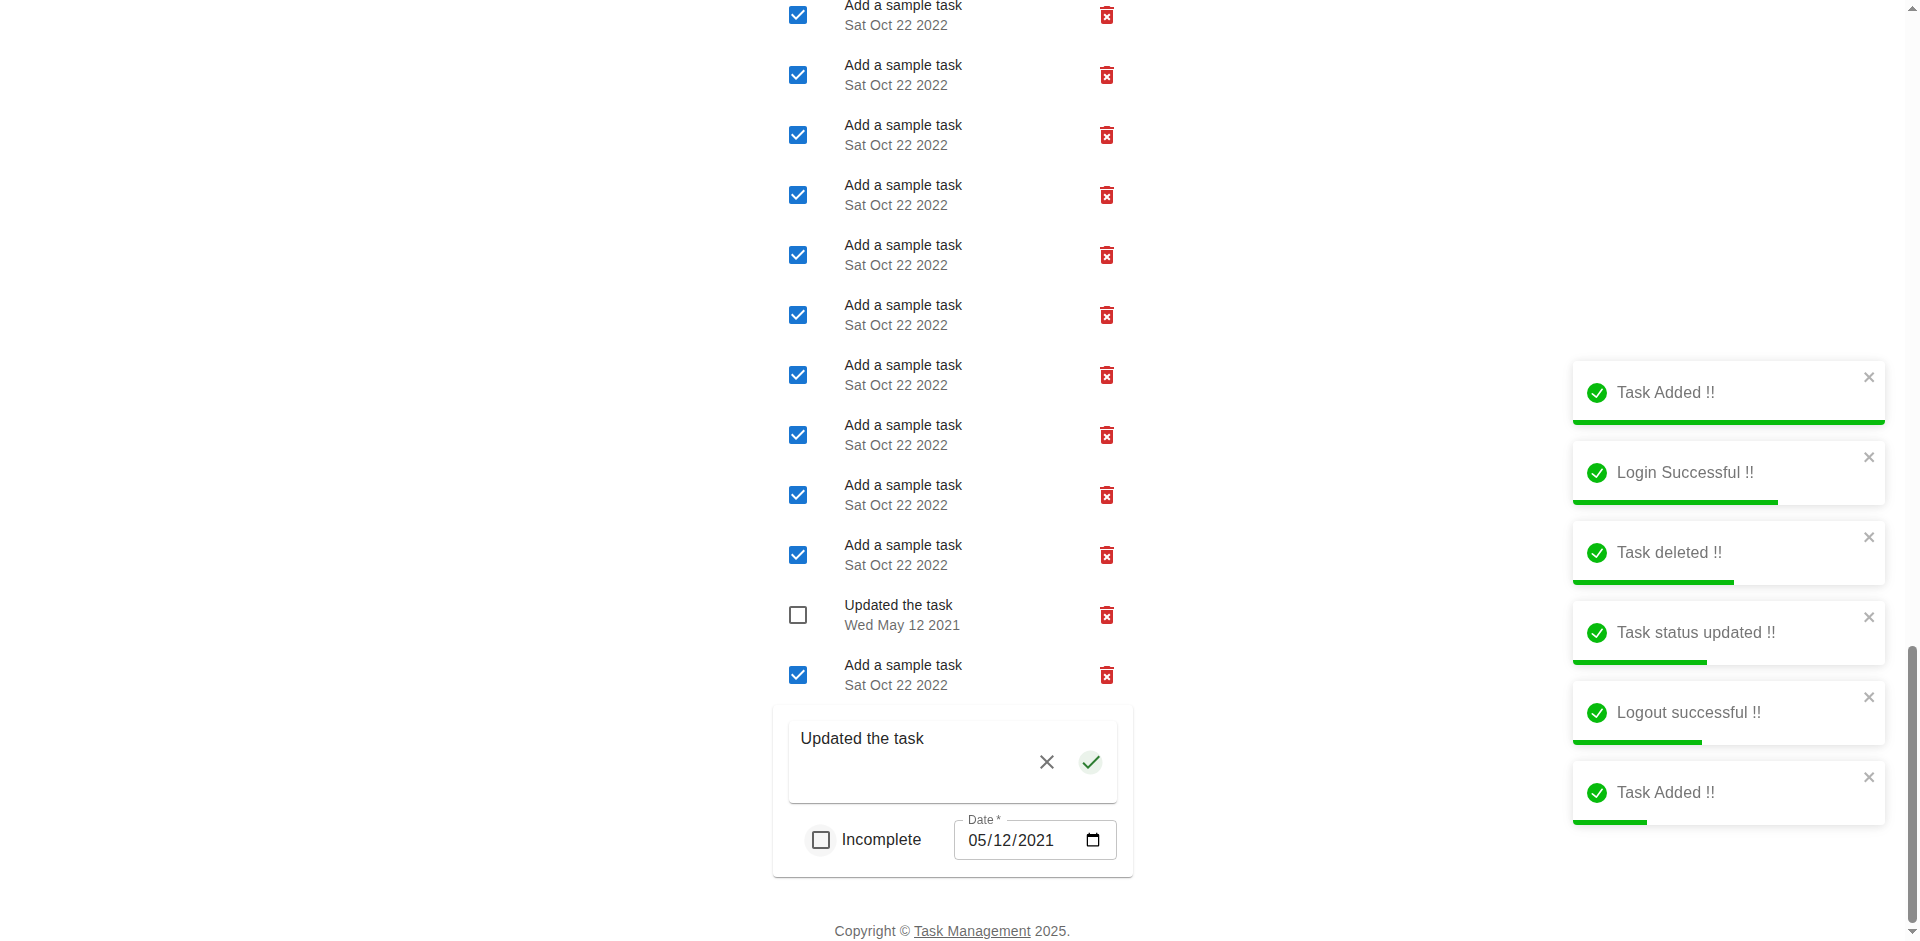 Add a sample task
Sat Oct 22 2022
Add a sample task
Sat Oct 22 2022
Add a sample task
Sat Oct 22 2022
Add a sample task
Sat Oct 22 2022
Add a sample task
Sat Oct 22 2022
Add a sample task
Sat Oct 22 2022
Add a sample task
Sat Oct 22 2022
Add a sample task
Sat Oct 22 2022
Add a sample task
Sat Oct 22 2022
Add a sample task
Sat Oct 22 2022
Updated the task
Wed May 12 2021
Add a sample task
Sat Oct 22 2022
Updated the task
Incomplete
Date *
05/12/2021
Copyright © Task Management 2025.
Task Added !!
Login Successful !!
Task deleted !!
Task status updated !!
Logout successful !!
Task Added !!